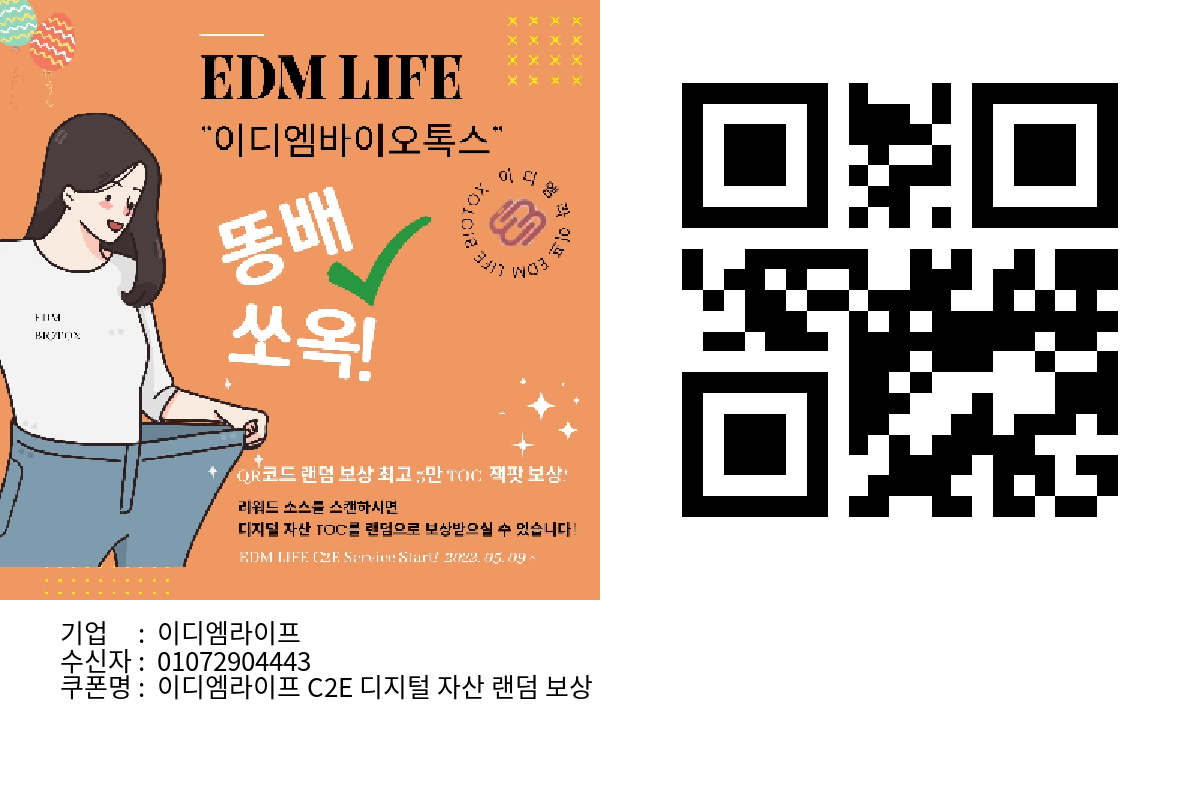 EDM LIFE
"이디엠바이오톡스"
이디엠라이프 EDM LIFE BIOTOX
똥배
쏘옥!
EDM
BIOTOX
QR코드 랜덤 보상 최고 5만 TOC 잭팟 보상!
리워드 소스를 스캔하시면
디지털 자산 TOC를 랜덤으로 보상받으실 수 있습니다!
EDM LIFE C2E Service Start! 2022. 05. 09 ~
기업 : 이디엠라이프
수신자 : 01072904443
쿠폰명 : 이디엠라이프 C2E 디지털 자산 랜덤 보상